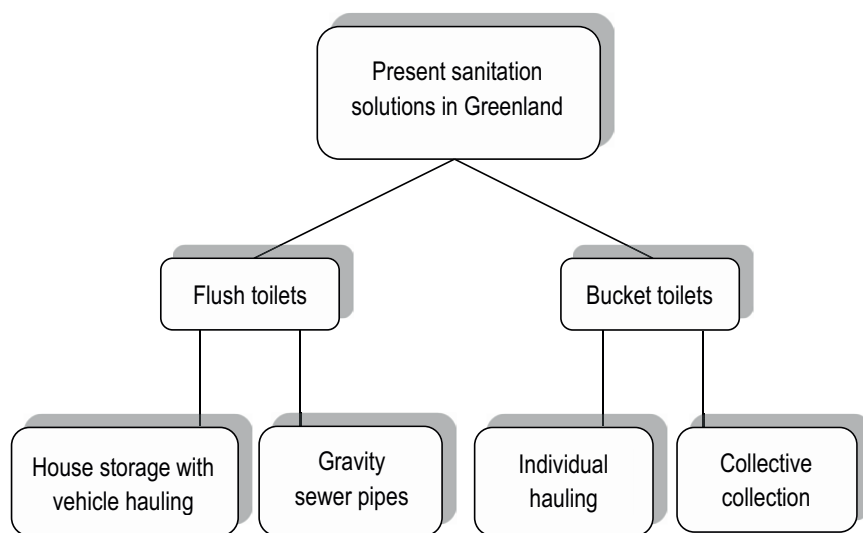 Present sanitation
solutions in Greenland
Flush toilets
Bucket toilets
House storage with
vehicle hauling
Gravity
sewer pipes
Individual
hauling
Collective
collection